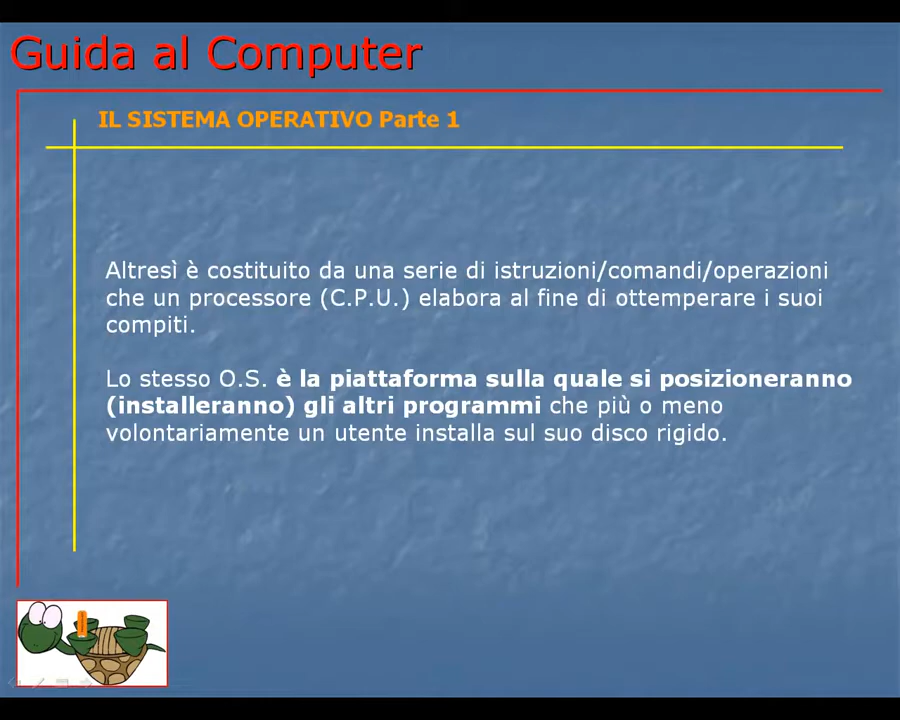 Guida al Computer
IL SISTEMA OPERATIVO Parte 1
Altresì è costituito da una serie di istruzioni/comandi/operazioni
che un processore (C.P.U.) elabora al fine di ottemperare i suoi
compiti.
Lo stesso O.S. è la piattaforma sulla quale si posizioneranno
(installeranno) gli altri programmi che più o meno
volontariamente un utente installa sul suo disco rigido.